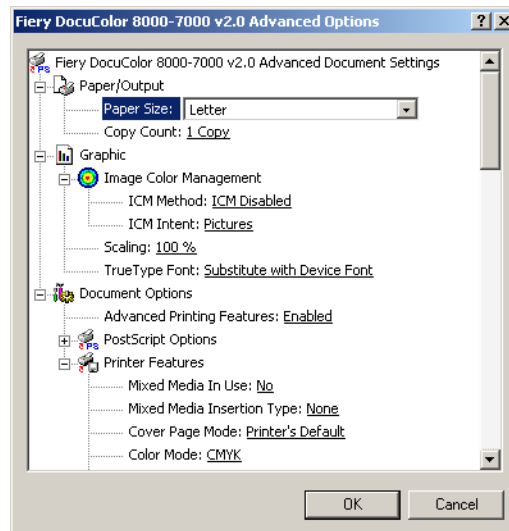 Fiery DocuColor 8000-7000 v2.0 Advanced Options
Fiery DocuColor 8000-7000 v2.0 Advanced Document Settings
Paper/Output
Paper Size: Letter
Copy Count: 1 Copy
Graphic
Image Color Management
ICM Method: ICM Disabled
ICM Intent: Pictures
Scaling: 100 %
TrueType Font: Substitute with Device Font
Document Options
Advanced Printing Features: Enabled
PostScript Options
Printer Features
Mixed Media In Use: No
Mixed Media Insertion Type: None
Cover Page Mode: Printer's Default
Color Mode: CMYK
OK Cancel